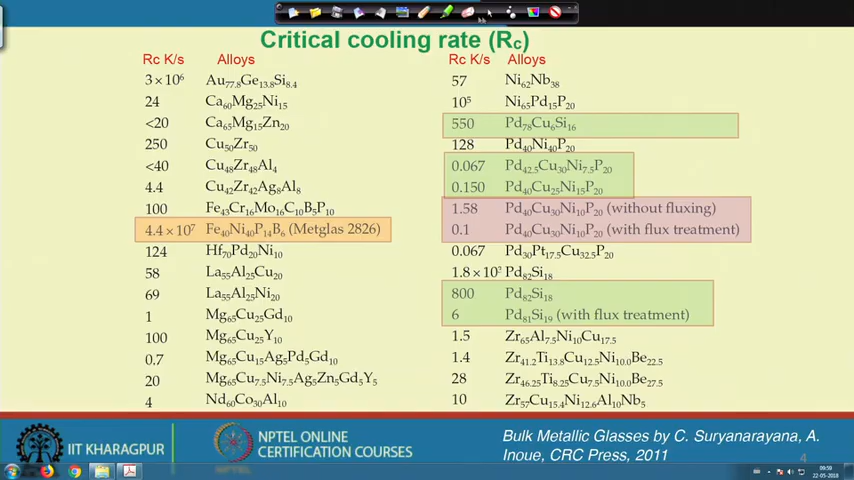 Critical cooling rate (Rc)
Rc K/s Alloys
3 × 10⁶ Au₇₇.₈Ge₁₃.₈Si₈.₄
24 Ca₆₀Mg₂₅Ni₁₅
<20 Ca₆₅Mg₁₅Zn₂₀
250 Cu₅₀Zr₅₀
<40 Cu₄₈Zr₄₈Al₄
4.4 Cu₄₂Zr₄₂Ag₈Al₈
100 Fe₄₃Cr₁₆Mo₁₆C₁₀B₅P₁₀
4.4 × 10⁷ Fe₄₀Ni₄₀P₁₄B₆ (Metglas 2826)
124 Hf₇₀Pd₂₀Ni₁₀
58 La₅₅Al₂₅Cu₂₀
69 La₅₅Al₂₅Ni₂₀
1 Mg₆₅Cu₂₅Gd₁₀
100 Mg₆₅Cu₂₅Y₁₀
0.7 Mg₆₅Cu₁₅Ag₅Pd₅Gd₁₀
20 Mg₆₅Cu₇.₅Ni₇.₅Ag₅Zn₅Gd₅Y₅
4 Nd₆₀Co₃₀Al₁₀
Rc K/s Alloys
57 Ni₆₂Nb₃₈
10⁵ Ni₆₅Pd₁₅P₂₀
550 Pd₇₈Cu₆Si₁₆
128 Pd₄₀Ni₄₀P₂₀
0.067 Pd₄₂.₅Cu₃₀Ni₇.₅P₂₀
0.150 Pd₄₀Cu₂₅Ni₁₅P₂₀
1.58 Pd₄₀Cu₃₀Ni₁₀P₂₀ (without fluxing)
0.1 Pd₄₀Cu₃₀Ni₁₀P₂₀ (with flux treatment)
0.067 Pd₃₀Pt₁₇.₅Cu₃₂.₅P₂₀
1.8 × 10² Pd₈₂Si₁₈
800 Pd₈₂Si₁₈
6 Pd₈₁Si₁₉ (with flux treatment)
1.5 Zr₆₅Al₇.₅Ni₁₀Cu₁₇.₅
1.4 Zr₄₁.₂Ti₁₃.₈Cu₁₂.₅Ni₁₀.₀Be₂₂.₅
28 Zr₄₆.₂₅Ti₈.₂₅Cu₇.₅Ni₁₀.₀Be₂₇.₅
10 Zr₅₇Cu₁₅.₄Ni₁₂.₆Al₁₀Nb₅
IIT KHARAGPUR
NPTEL ONLINE
CERTIFICATION COURSES
Bulk Metallic Glasses by C. Suryanarayana, A.
Inoue, CRC Press, 2011
4
09:59
22-05-2018